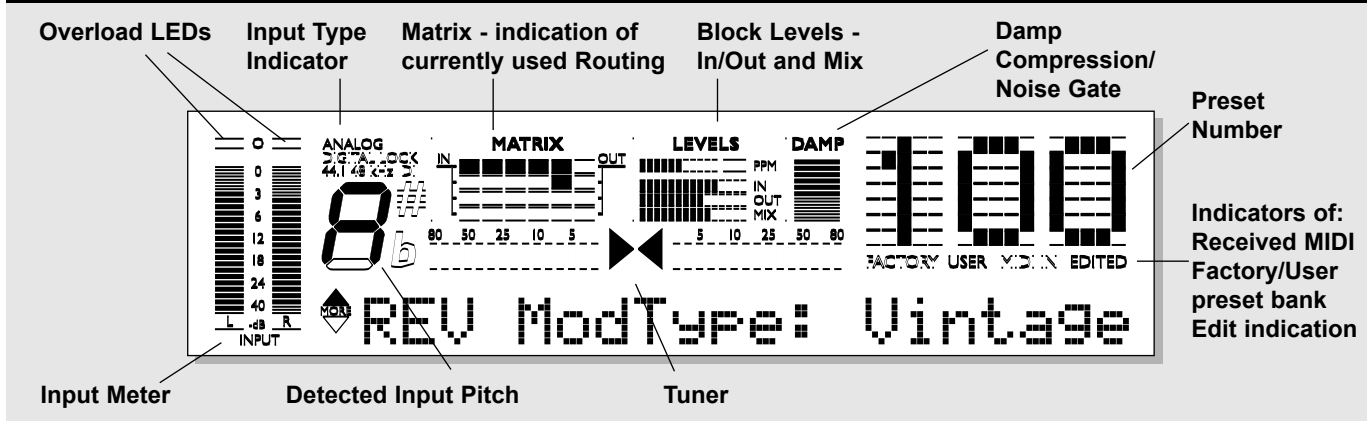 Overload LEDs
Input Type
Indicator
Matrix - indication of
currently used Routing
Block Levels -
In/Out and Mix
Damp
Compression/
Noise Gate
Preset
Number
O
0
3
6
12
18
24
40
L -dB R
INPUT
ANALOG
DIGITAL LOCK
44.1 48 kHz DI
A # b
MORE
IN MATRIX OUT
LEVELS
PPM
IN
OUT
MIX
DAMP
80 50 25 10 5 5 10 25 50 80
100
FACTORY USER MIDI IN EDITED
REV ModType: Vintage
Indicators of:
Received MIDI
Factory/User
preset bank
Edit indication
Input Meter
Detected Input Pitch
Tuner